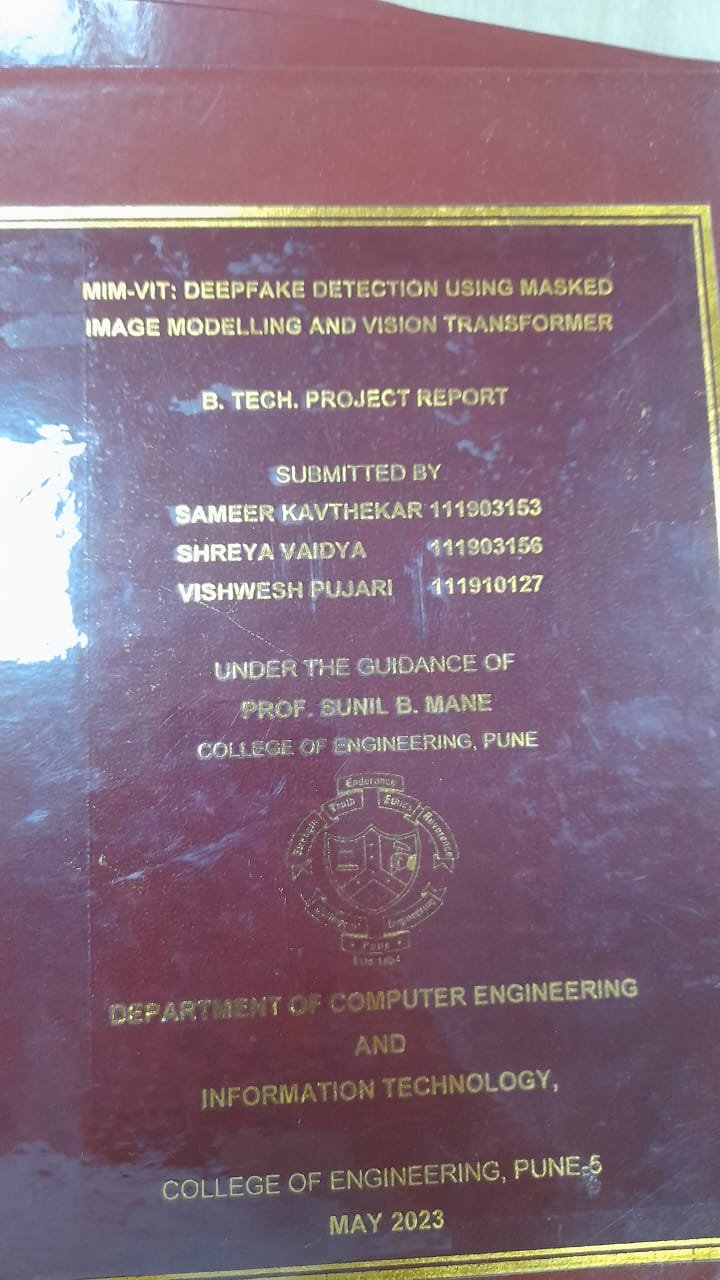 MIM-VIT: DEEPFAKE DETECTION USING MASKED
IMAGE MODELLING AND VISION TRANSFORMER
B. TECH. PROJECT REPORT
SUBMITTED BY
SAMEER KAVTHEKAR 111903153
SHREYA VAIDYA 111903156
VISHWESH PUJARI 111910127
UNDER THE GUIDANCE OF
PROF. SUNIL B. MANE
COLLEGE OF ENGINEERING, PUNE
Endurance
Truth Ethics
Strength Reverence
College of Engineering
Pune
Estd 1854
DEPARTMENT OF COMPUTER ENGINEERING
AND
INFORMATION TECHNOLOGY,
COLLEGE OF ENGINEERING, PUNE-5
MAY 2023